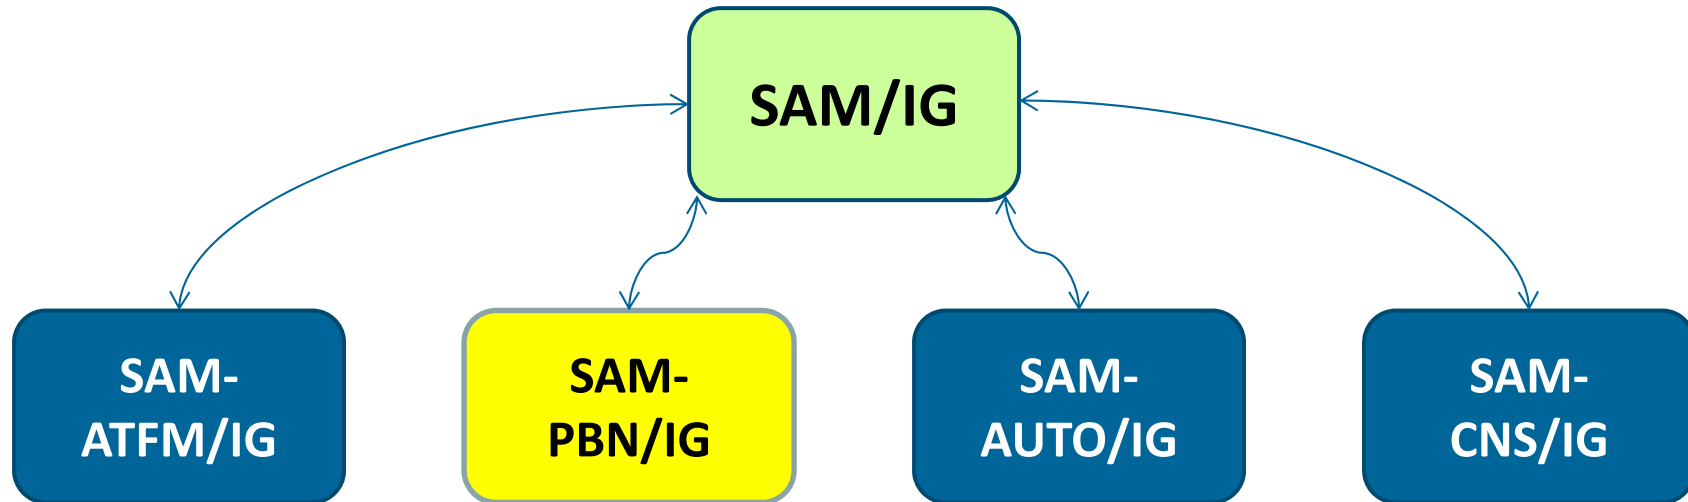 SAM/IG
SAM-
ATFM/IG
SAM-
PBN/IG
SAM-
AUTO/IG
SAM-
CNS/IG